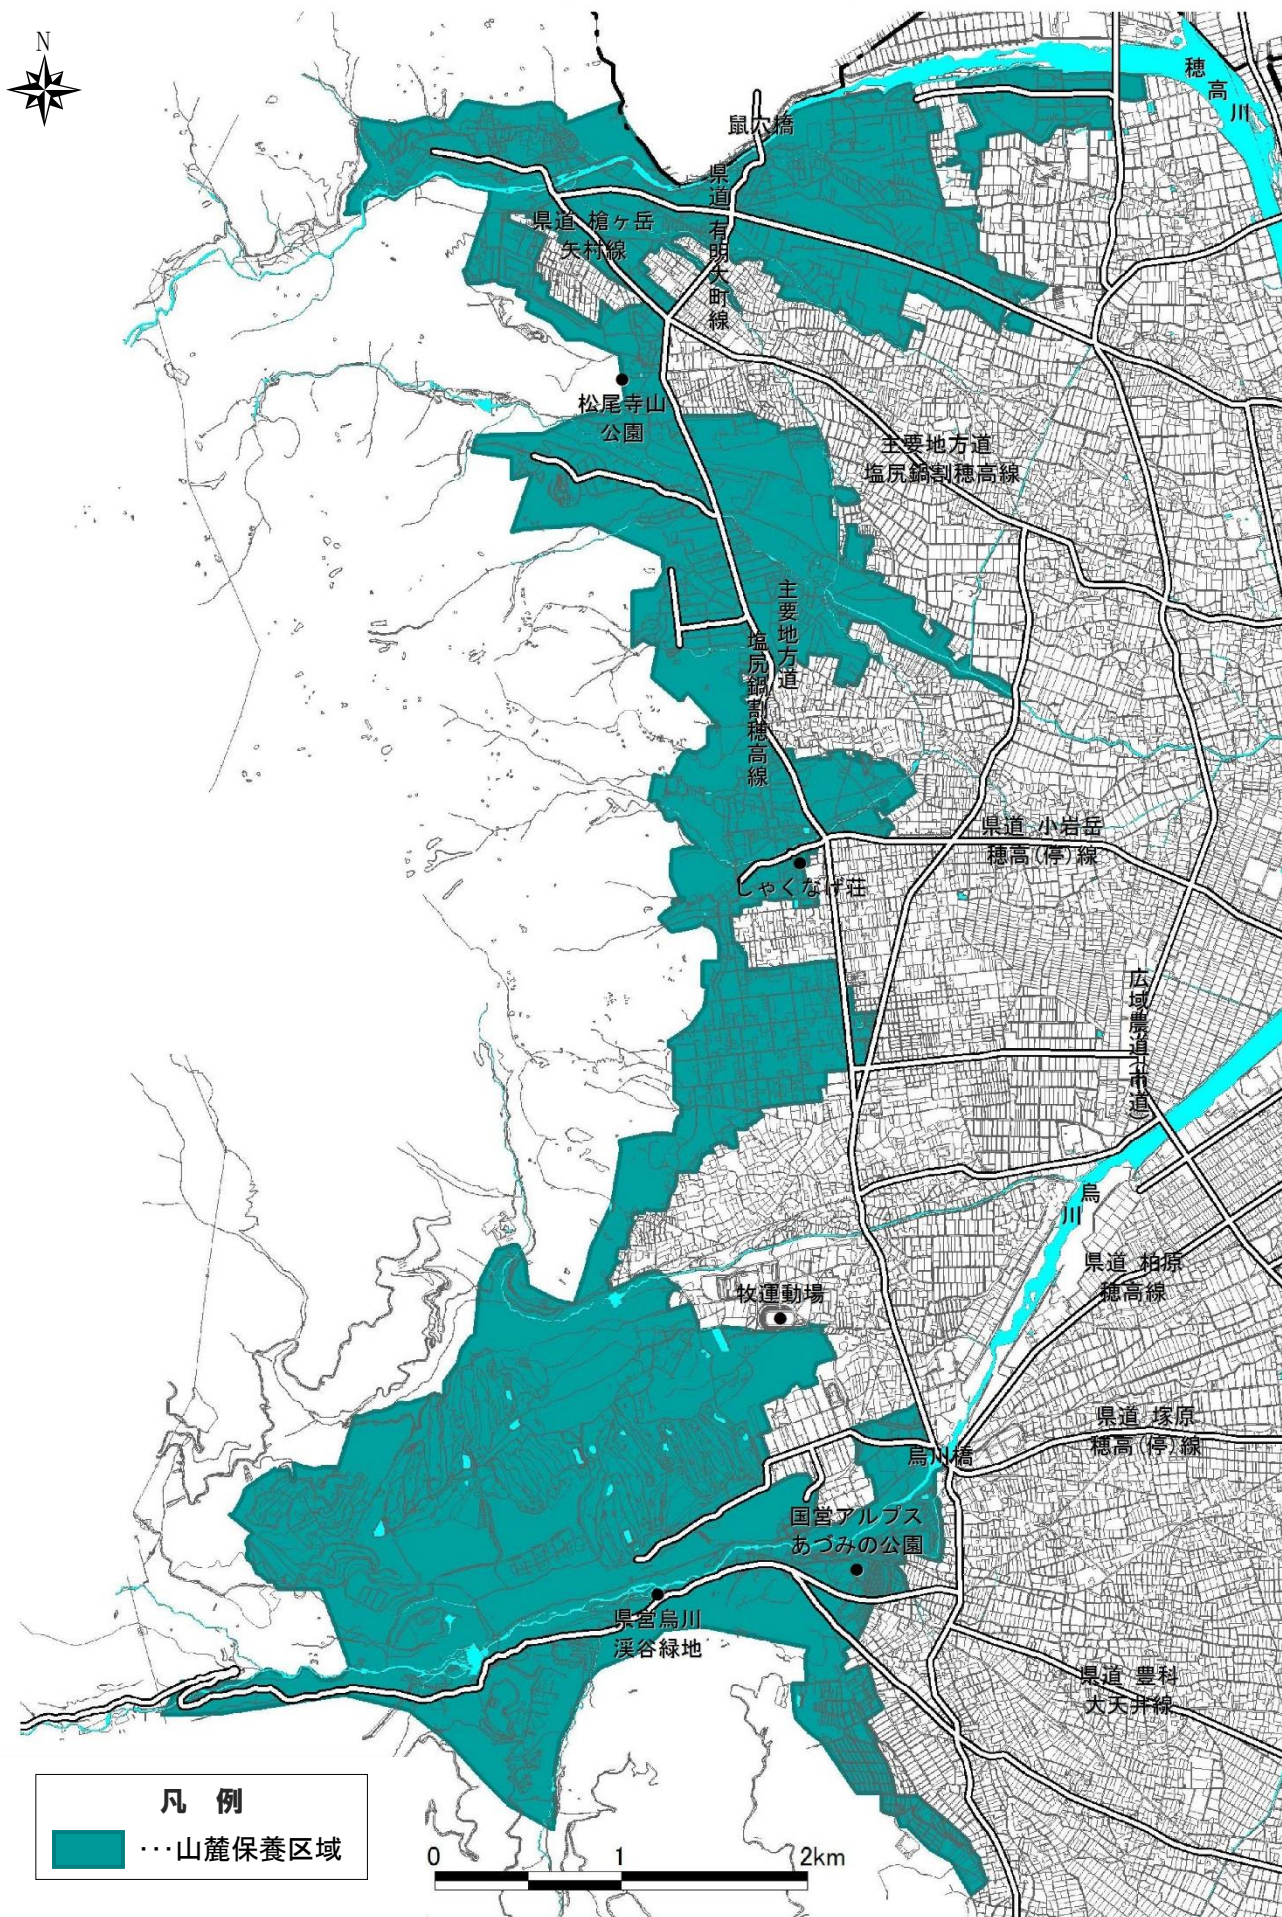 N
穂高川
鼠穴橋
県道 有明大町線
県道 槍ヶ岳
矢村線
松尾寺山
公園
主要地方道
塩尻鍋割穂高線
主要地方道
塩尻鍋割穂高線
県道 小岩岳
穂高(停)線
しゃくなげ荘
広域農道(市道)
烏川
県道 柏原
穂高線
牧運動場
県道 塚原
穂高(停)線
烏川橋
国営アルプス
あづみの公園
県営烏川
渓谷緑地
県道 豊科
大天井線
凡 例
…山麓保養区域
0 1 2km